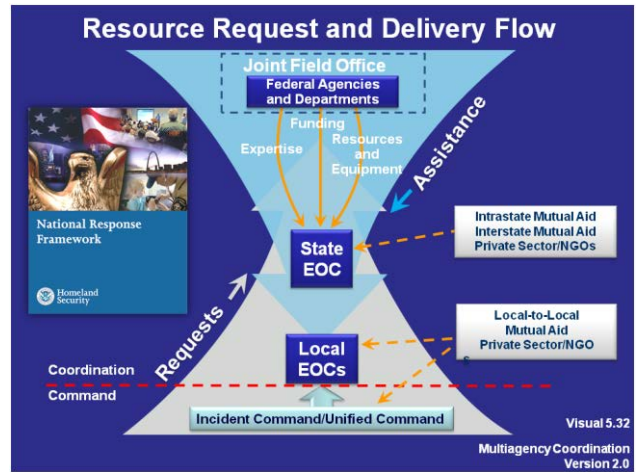 Resource Request and Delivery Flow
Joint Field Office
Federal Agencies
and Departments
Funding
Expertise
Resources
and
Equipment
Assistance
National Response
Framework
Homeland
Security
State
EOC
Intrastate Mutual Aid
Interstate Mutual Aid
Private Sector/NGOs
Requests
Local
EOCs
Local-to-Local
Mutual Aid
Private Sector/NGO
s
Coordination
Command
Incident Command/Unified Command
Visual 5.32
Multiagency Coordination
Version 2.0